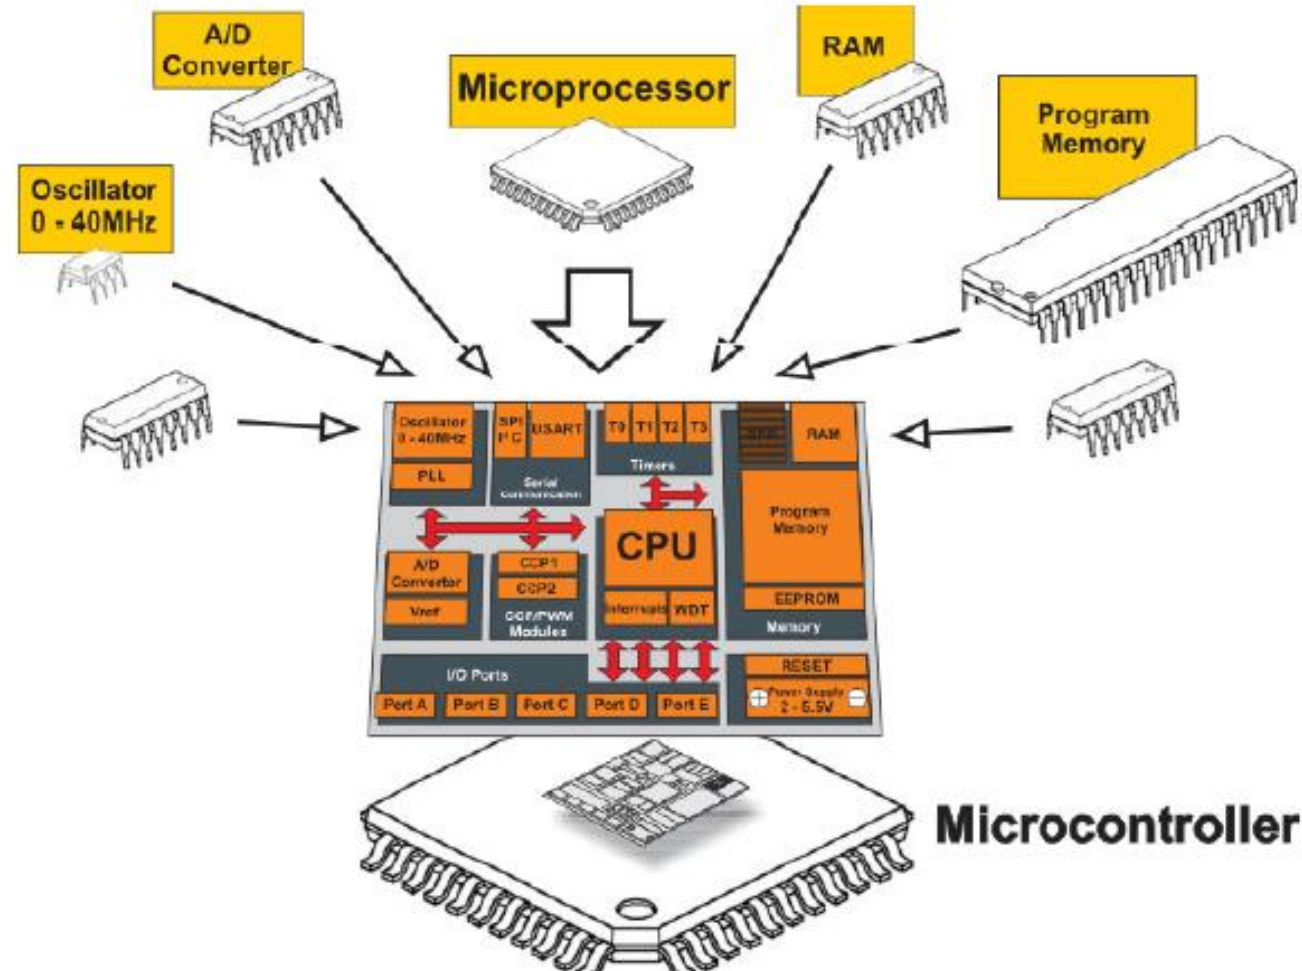 A/D
Converter
Microprocessor
RAM
Program
Memory
Oscillator
0 - 40MHz
Oscillator
0 - 40MHz
PLL
SPI
I²C
USART
Serial
Communication
T0 T1 T2 T3
Timers
RAM
Program
Memory
EEPROM
Memory
CPU
Interrupts WDT
A/D
Converter
Vref
CCP1
CCP2
CCP/PWM
Modules
I/O Ports
Port A Port B Port C Port D Port E
RESET
Power Supply
2 - 5.5V
Microcontroller